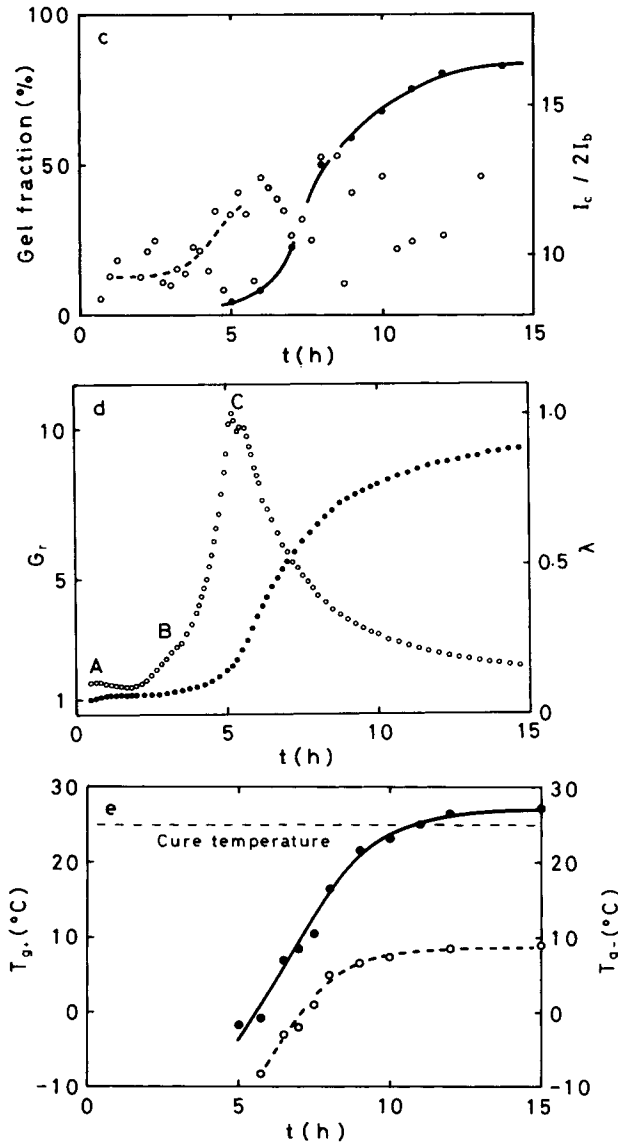 c
Gel fraction (%)
100
50
0
Ic / 2Ib
15
10
0 5 10 15
t (h)
d
A
B
C
Gr
10
5
1
λ
1·0
0·5
0
0 5 10 15
t (h)
e
Cure temperature
Tg+ (°C)
30
20
10
0
-10
Tg- (°C)
30
20
10
0
-10
0 5 10 15
t (h)